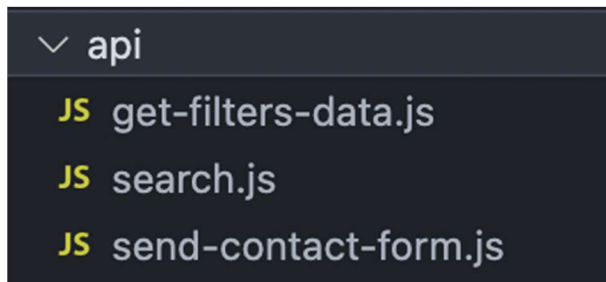 api
JS get-filters-data.js
JS search.js
JS send-contact-form.js